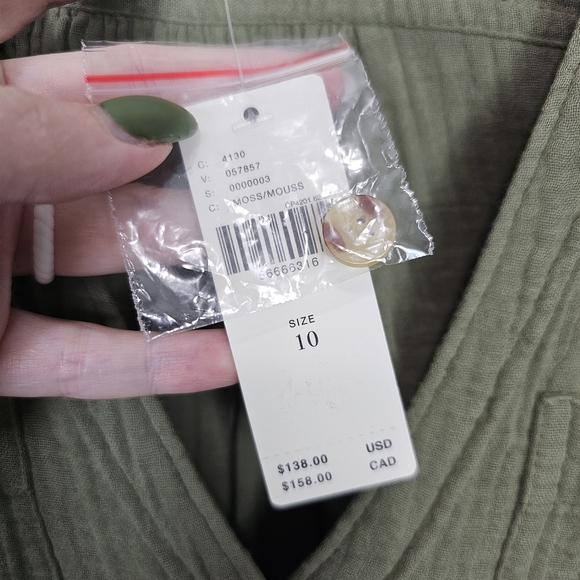 G: 4130
V: 057857
S: 0000003
C: MOSS/MOUSS
SIZE
10
$138.00 USD
$158.00 CAD